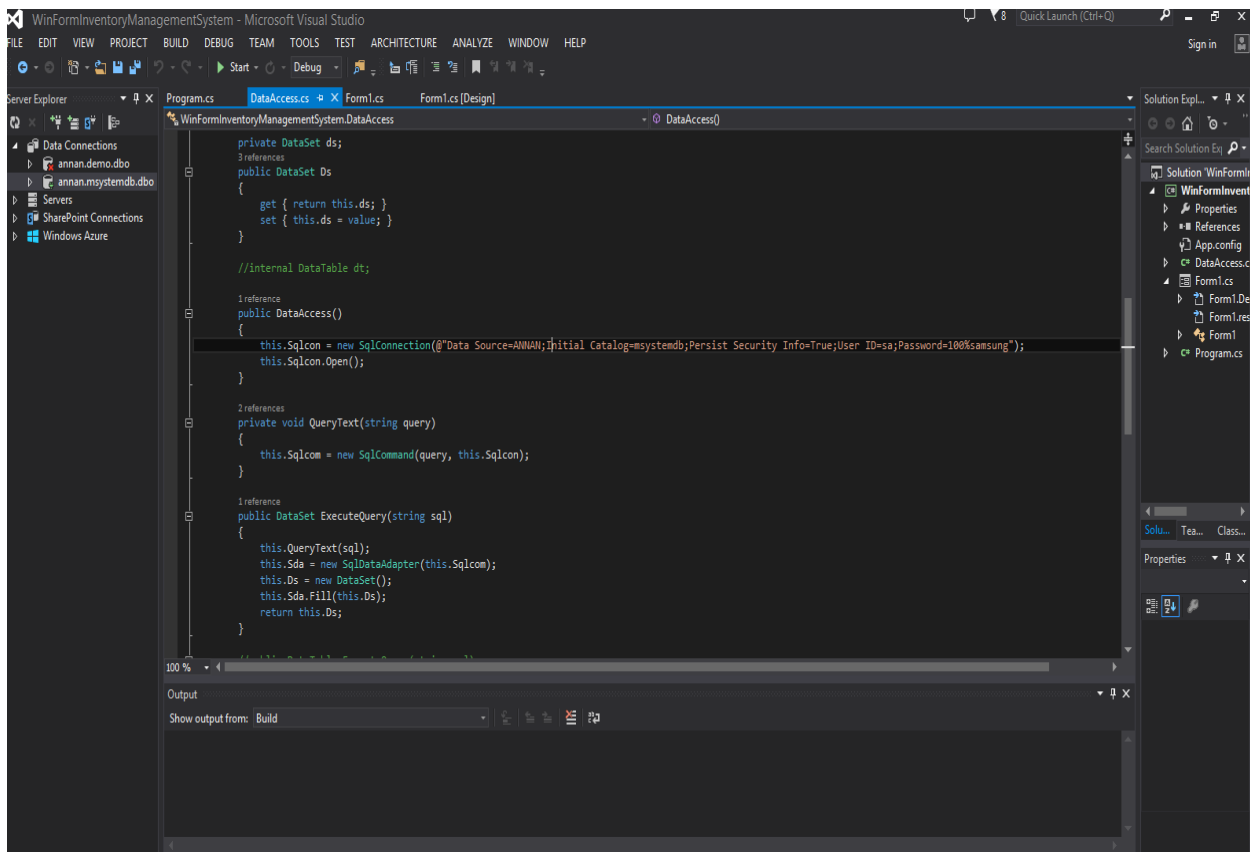 WinFormInventoryManagementSystem - Microsoft Visual Studio
8 Quick Launch (Ctrl+Q)
FILE EDIT VIEW PROJECT BUILD DEBUG TEAM TOOLS TEST ARCHITECTURE ANALYZE WINDOW HELP
Sign in
Start Debug
Server Explorer
Data Connections
annan.demo.dbo
annan.msystemdb.dbo
Servers
SharePoint Connections
Windows Azure
Program.cs DataAccess.cs Form1.cs Form1.cs [Design]
WinFormInventoryManagementSystem.DataAccess DataAccess()
private DataSet ds;
3 references
public DataSet Ds
{
get { return this.ds; }
set { this.ds = value; }
}
//internal DataTable dt;
1 reference
public DataAccess()
{
this.Sqlcon = new SqlConnection(@"Data Source=ANNAN;Initial Catalog=msystemdb;Persist Security Info=True;User ID=sa;Password=100%samsung");
this.Sqlcon.Open();
}
2 references
private void QueryText(string query)
{
this.Sqlcom = new SqlCommand(query, this.Sqlcon);
}
1 reference
public DataSet ExecuteQuery(string sql)
{
this.QueryText(sql);
this.Sda = new SqlDataAdapter(this.Sqlcom);
this.Ds = new DataSet();
this.Sda.Fill(this.Ds);
return this.Ds;
}
100 %
Output
Show output from: Build
Solution Expl...
Search Solution Ex
Solution 'WinFormIn
WinFormInvent
Properties
References
App.config
C# DataAccess.c
Form1.cs
Form1.De
Form1.res
Form1
C# Program.cs
Solu... Tea... Class...
Properties